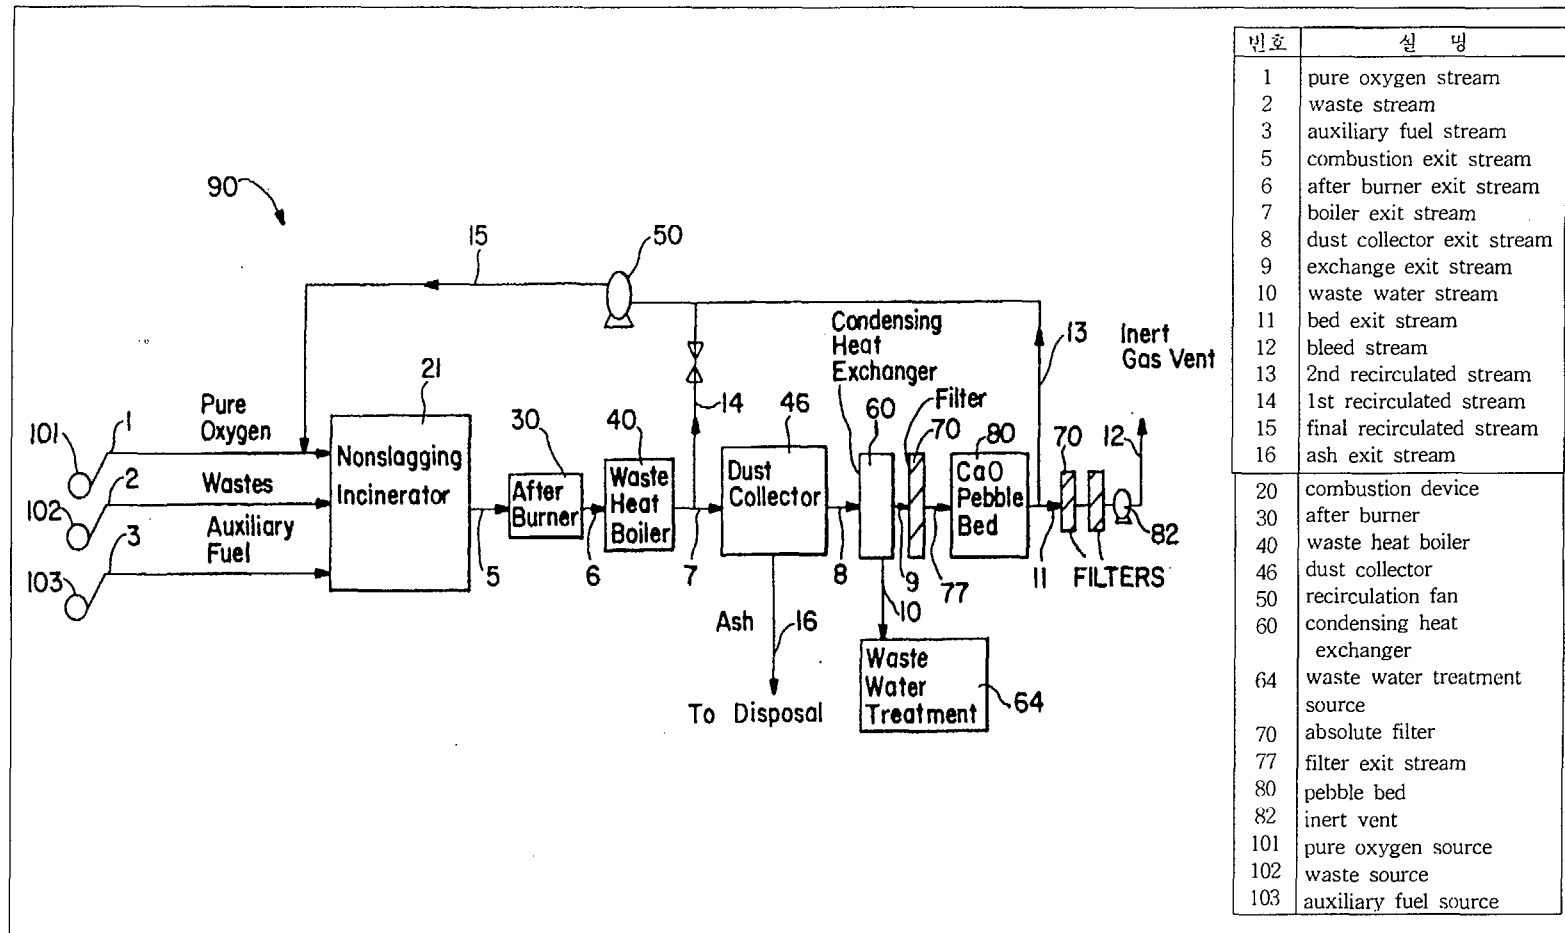 90
15
50
Condensing
Heat
Exchanger
13
Inert
Gas Vent
21
Pure
Oxygen
101
1
14
46
60
Filter
70
80
70
12
30
40
Nonslagging
Incinerator
Wastes
102
2
After
Burner
Waste
Heat
Boiler
Dust
Collector
CaO
Pebble
Bed
82
Auxiliary
Fuel
103
3
5
6
7
8
9
77
11
FILTERS
10
Ash
16
To Disposal
Waste
Water
Treatment
64
번호 설 명
1 pure oxygen stream
2 waste stream
3 auxiliary fuel stream
5 combustion exit stream
6 after burner exit stream
7 boiler exit stream
8 dust collector exit stream
9 exchange exit stream
10 waste water stream
11 bed exit stream
12 bleed stream
13 2nd recirculated stream
14 1st recirculated stream
15 final recirculated stream
16 ash exit stream
20 combustion device
30 after burner
40 waste heat boiler
46 dust collector
50 recirculation fan
60 condensing heat
exchanger
64 waste water treatment
source
70 absolute filter
77 filter exit stream
80 pebble bed
82 inert vent
101 pure oxygen source
102 waste source
103 auxiliary fuel source